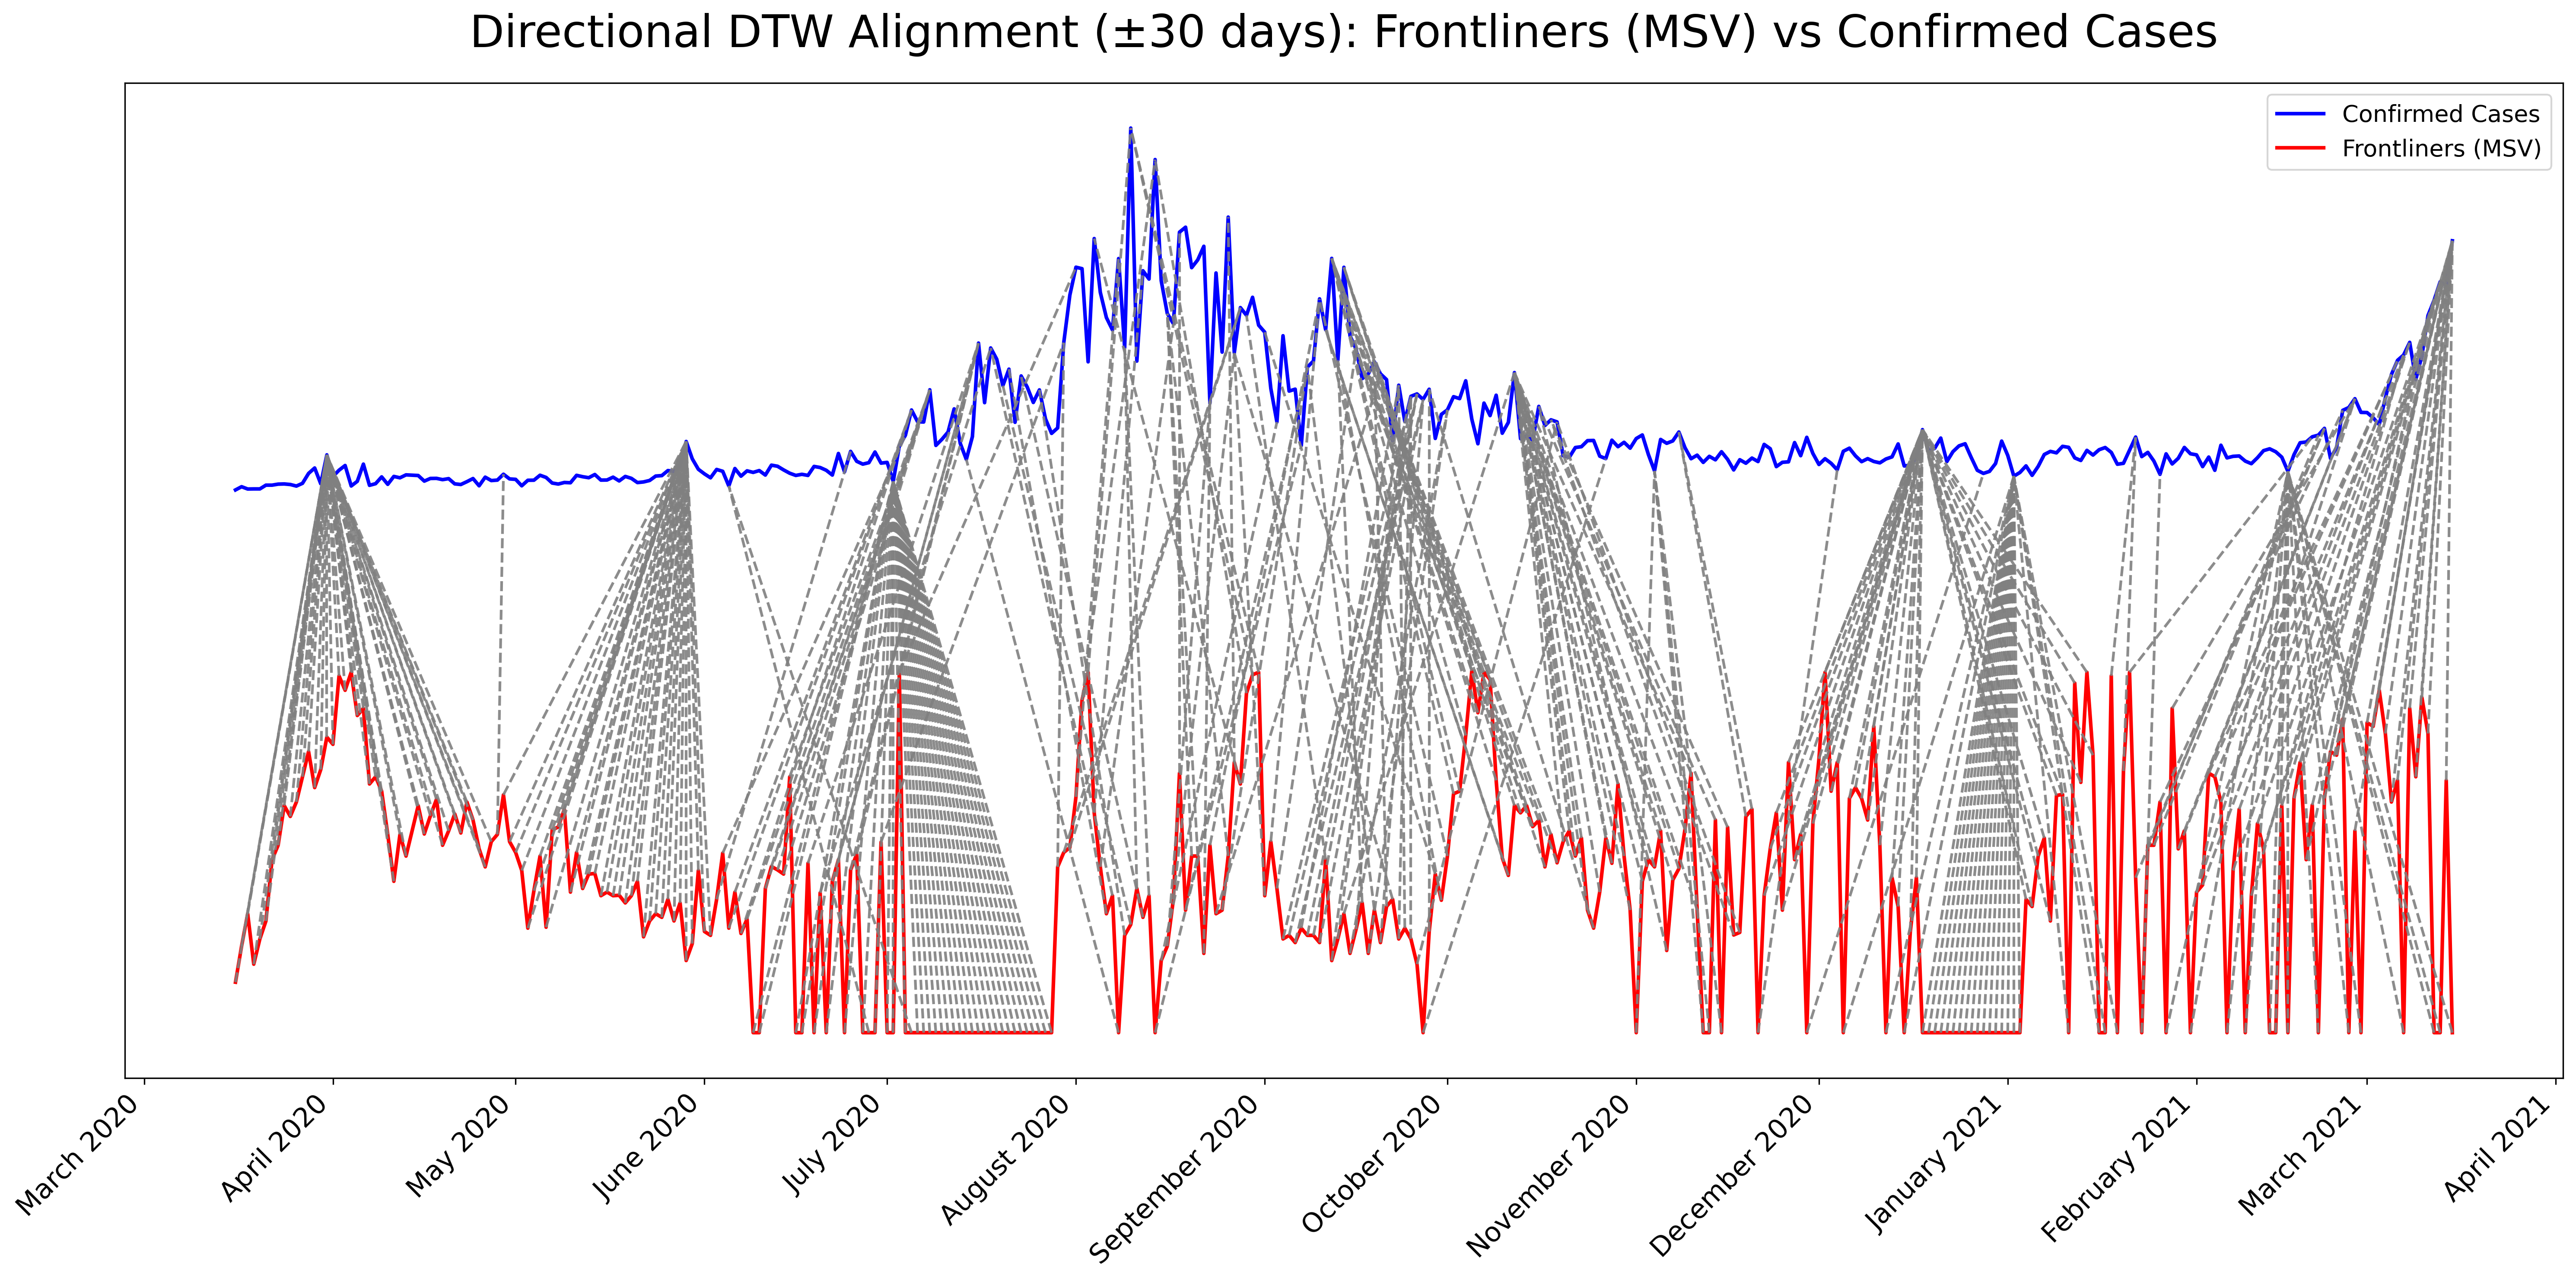 Directional DTW Alignment (±30 days): Frontliners (MSV) vs Confirmed Cases
Confirmed Cases
Frontliners (MSV)
March 2020
April 2020
May 2020
June 2020
July 2020
August 2020
September 2020
October 2020
November 2020
December 2020
January 2021
February 2021
March 2021
April 2021